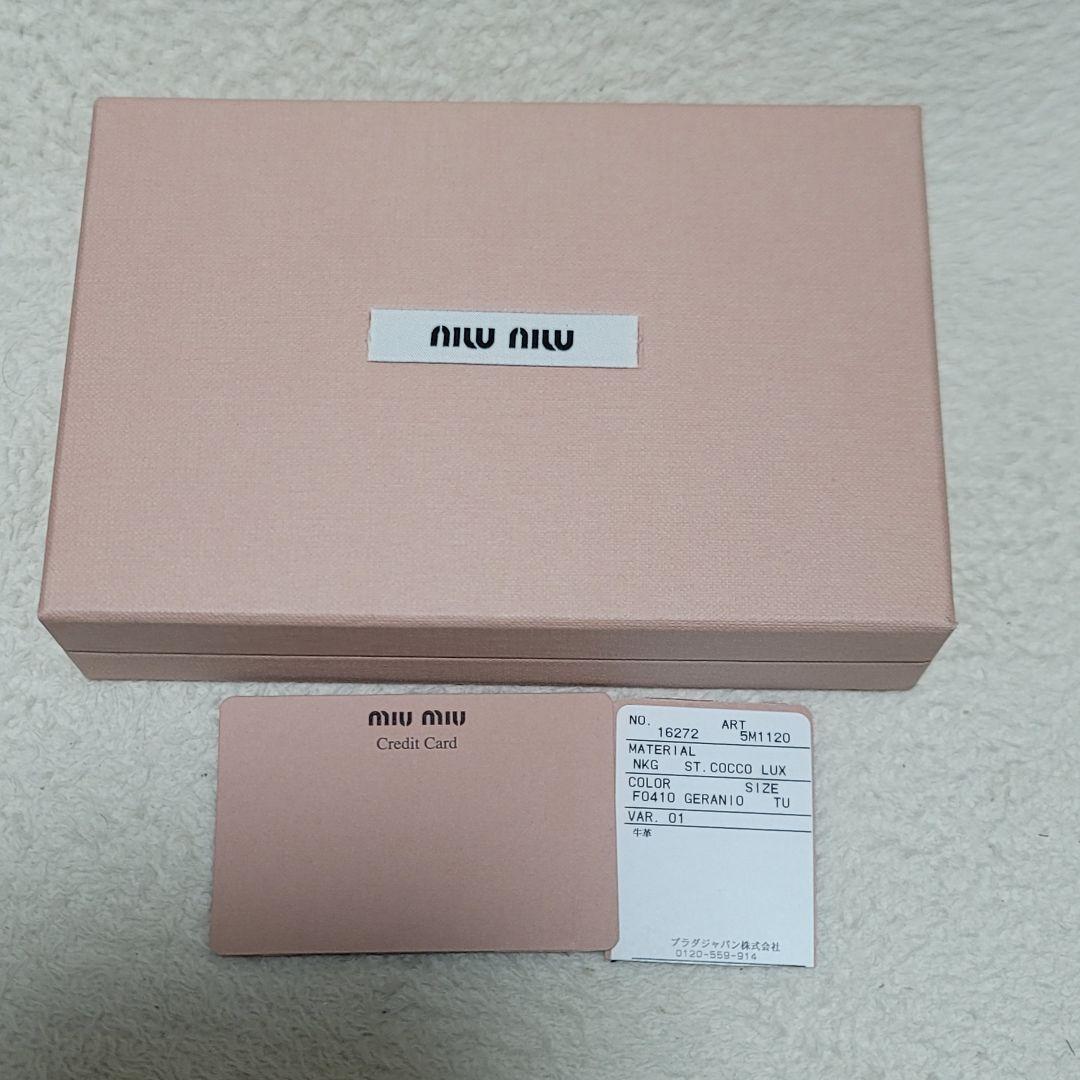 miu miu
miu miu
Credit Card
NO. ART
16272 5M1120
MATERIAL
NKG ST.COCCO LUX
COLOR SIZE
F0410 GERANIO TU
VAR. 01
牛革
プラダジャパン株式会社
0120-559-914